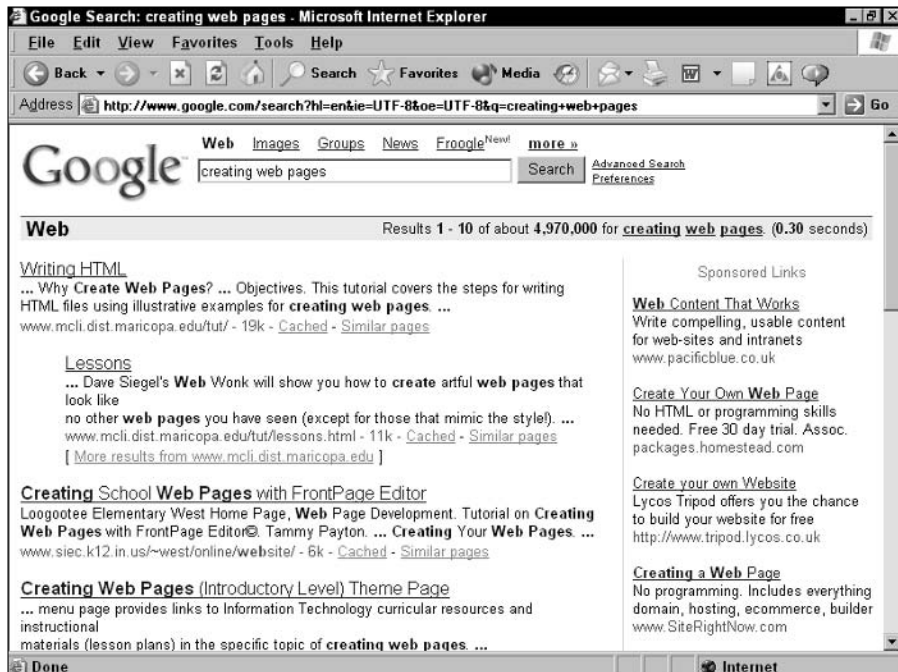 Google Search: creating web pages - Microsoft Internet Explorer
File Edit View Favorites Tools Help
Back Search Favorites Media
Address http://www.google.com/search?hl=en&ie=UTF-8&oe=UTF-8&q=creating+web+pages Go
Web Images Groups News Froogle New! more »
Google
creating web pages Search Advanced Search
Preferences
Web Results 1 - 10 of about 4,970,000 for creating web pages. (0.30 seconds)
Writing HTML
... Why Create Web Pages? ... Objectives. This tutorial covers the steps for writing
HTML files using illustrative examples for creating web pages. ...
www.mcli.dist.maricopa.edu/tut/ - 19k - Cached - Similar pages
Lessons
... Dave Siegel's Web Wonk will show you how to create artful web pages that
look like
no other web pages you have seen (except for those that mimic the style!). ...
www.mcli.dist.maricopa.edu/tut/lessons.html - 11k - Cached - Similar pages
[ More results from www.mcli.dist.maricopa.edu ]
Creating School Web Pages with FrontPage Editor
Loogootee Elementary West Home Page, Web Page Development. Tutorial on Creating
Web Pages with FrontPage Editor©. Tammy Payton. ... Creating Your Web Pages. ...
www.siec.k12.in.us/~west/online/website/ - 6k - Cached - Similar pages
Creating Web Pages (Introductory Level) Theme Page
... menu page provides links to Information Technology curricular resources and
instructional
materials (lesson plans) in the specific topic of creating web pages. ...
Sponsored Links
Web Content That Works
Write compelling, usable content
for web-sites and intranets
www.pacificblue.co.uk
Create Your Own Web Page
No HTML or programming skills
needed. Free 30 day trial. Assoc.
packages.homestead.com
Create your own Website
Lycos Tripod offers you the chance
to build your website for free
http://www.tripod.lycos.co.uk
Creating a Web Page
No programming. Includes everything
domain, hosting, ecommerce, builder
www.SiteRightNow.com
Done Internet